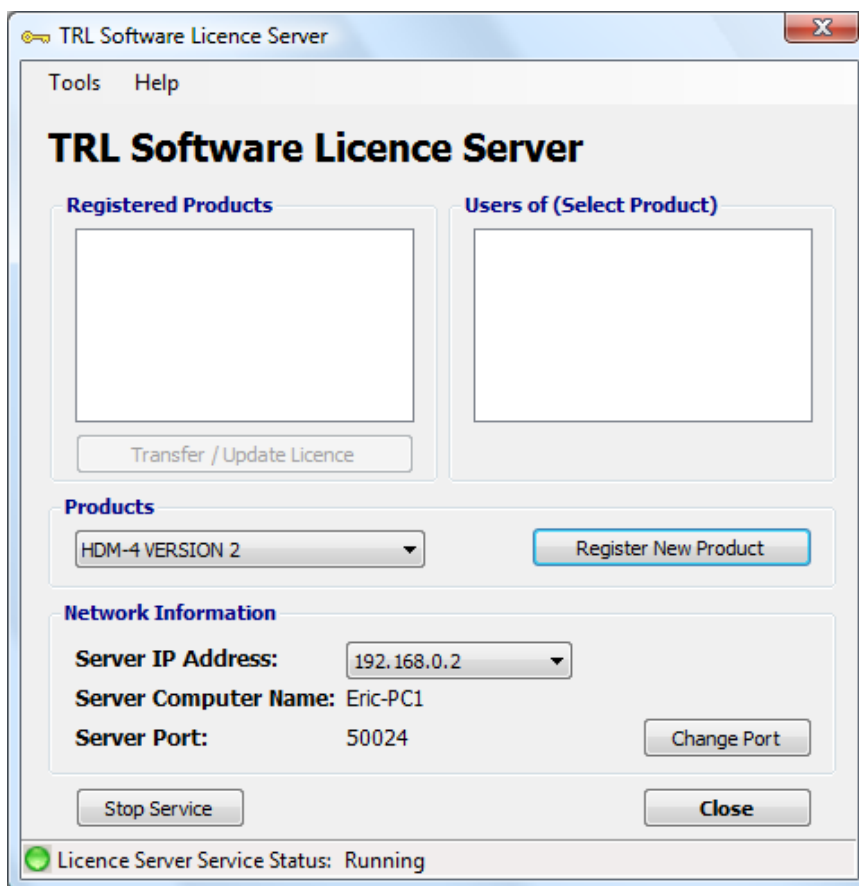 TRL Software Licence Server
Tools Help
TRL Software Licence Server
Registered Products
Users of (Select Product)
Transfer / Update Licence
Products
HDM-4 VERSION 2
Register New Product
Network Information
Server IP Address: 192.168.0.2
Server Computer Name: Eric-PC1
Server Port: 50024
Change Port
Stop Service
Close
Licence Server Service Status: Running